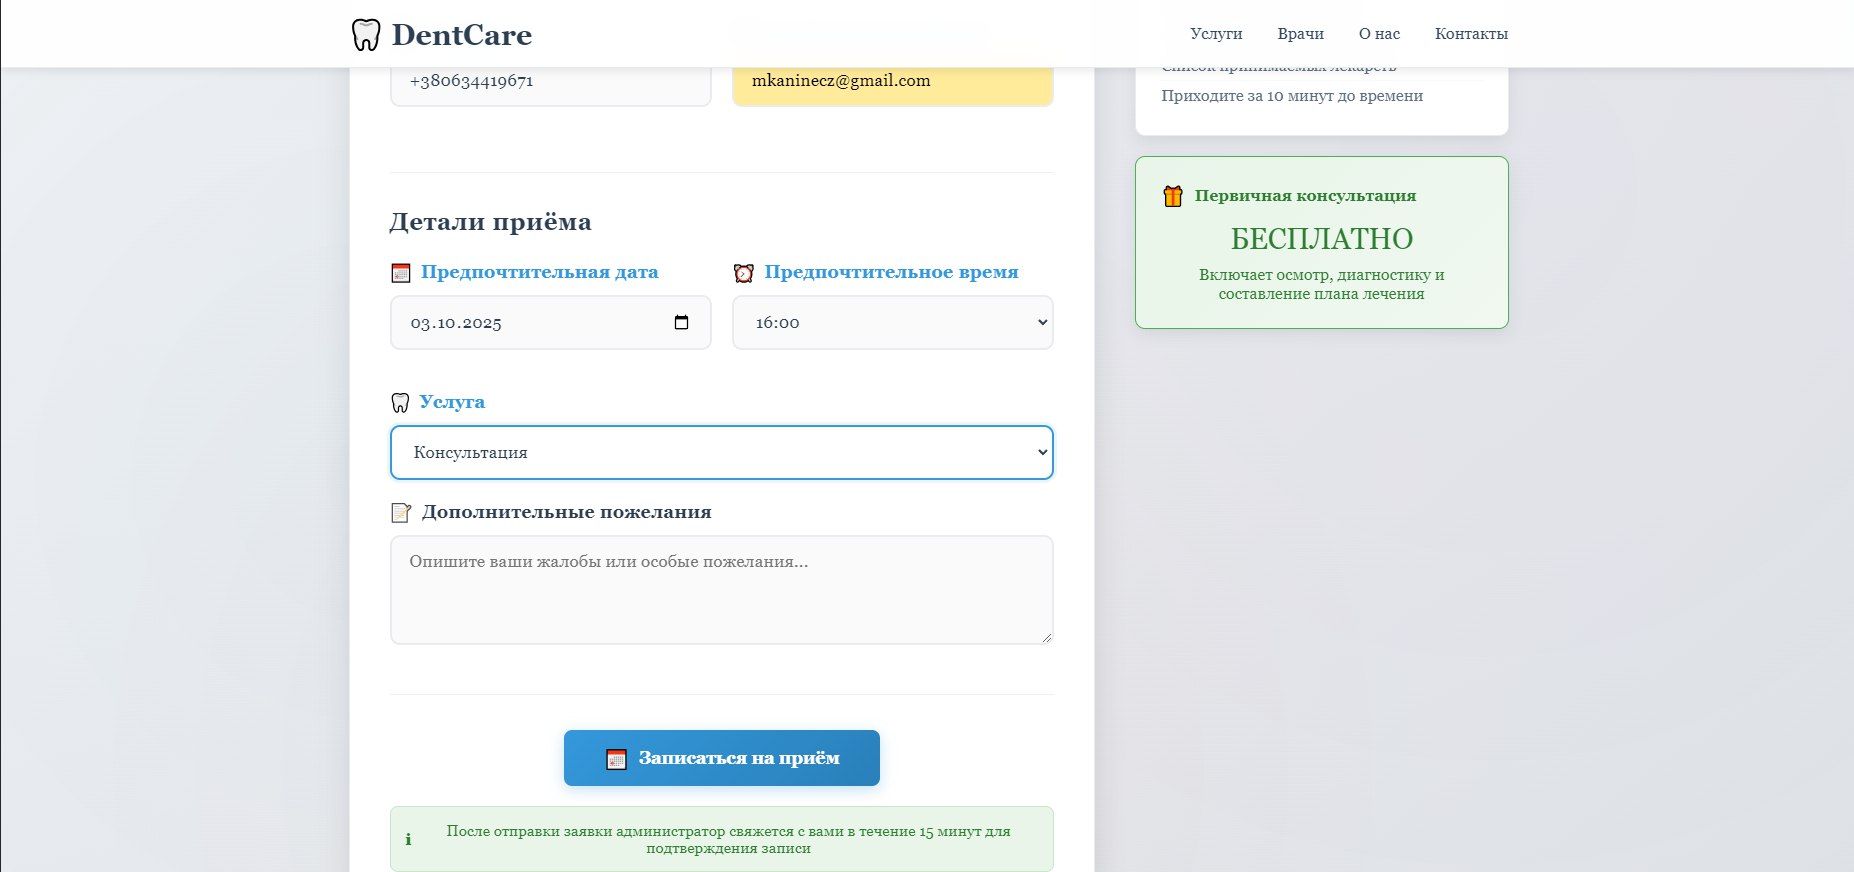 DentCare
Услуги
Врачи
О нас
Контакты
+380634419671
mkaninecz@gmail.com
Список принимаемых лекарств
Приходите за 10 минут до времени
Первичная консультация
БЕСПЛАТНО
Включает осмотр, диагностику и
составление плана лечения
Детали приёма
Предпочтительная дата
Предпочтительное время
03.10.2025
16:00
Услуга
Консультация
Дополнительные пожелания
Опишите ваши жалобы или особые пожелания...
Записаться на приём
После отправки заявки администратор свяжется с вами в течение 15 минут для
подтверждения записи